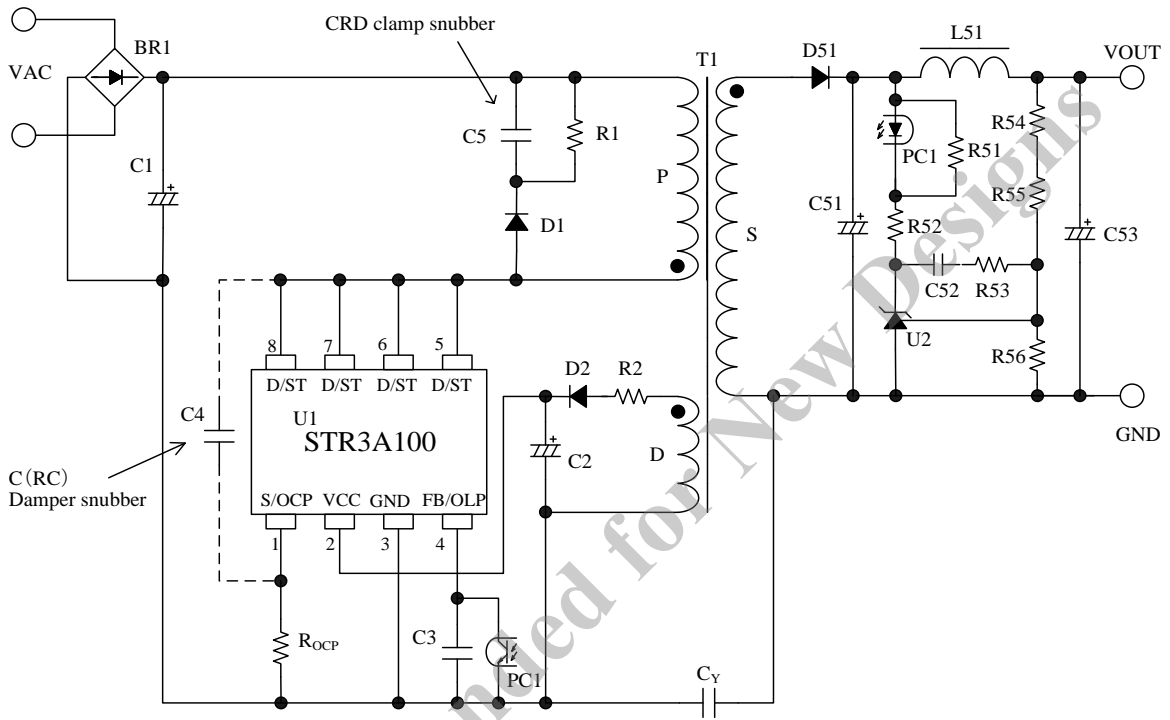 CRD clamp snubber
VAC
BR1
C1
C5
R1
D1
P
T1
S
D51
L51
VOUT
PC1
R51
R54
R55
C51
R52
C53
C52
R53
U2
R56
GND
8
7
6
5
D/ST
D/ST
D/ST
D/ST
U1
STR3A100
S/OCP
VCC
GND
FB/OLP
1
2
3
4
C4
C(RC)
Damper snubber
D2
R2
C2
D
ROCP
C3
PC1
CY
nded for New Designs